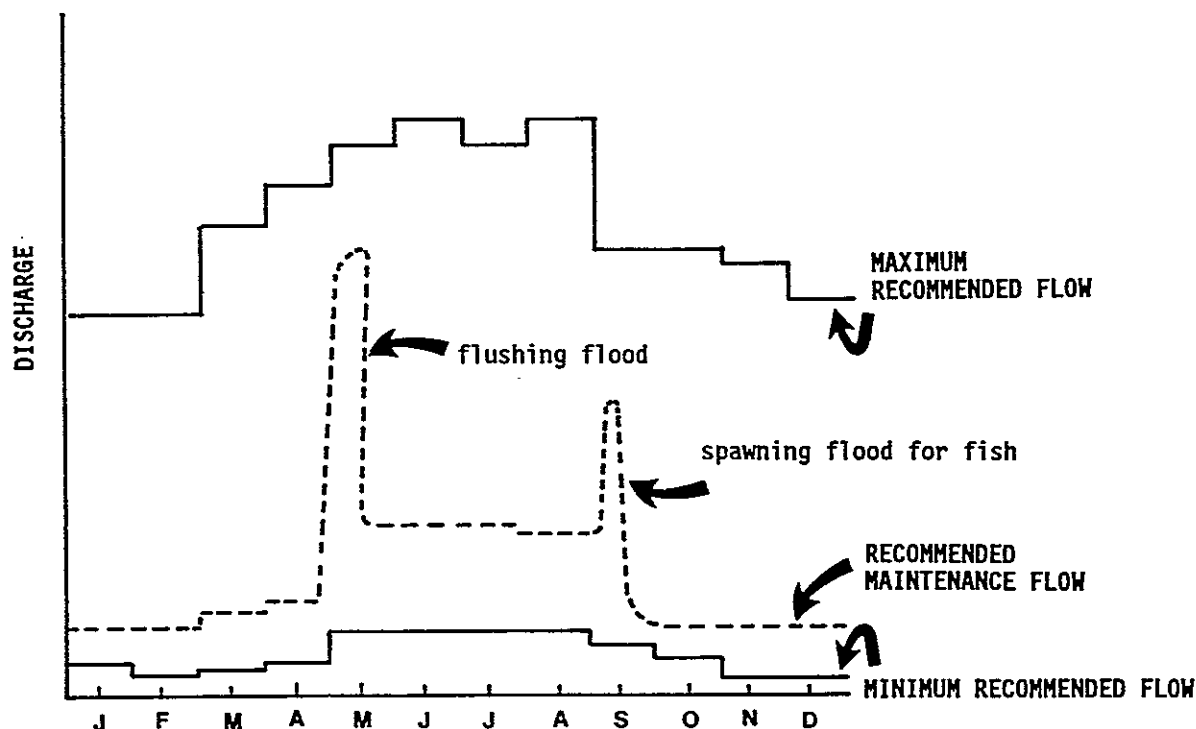 DISCHARGE
MAXIMUM
RECOMMENDED FLOW
flushing flood
spawning flood for fish
RECOMMENDED
MAINTENANCE FLOW
MINIMUM RECOMMENDED FLOW
J F M A M J J A S O N D